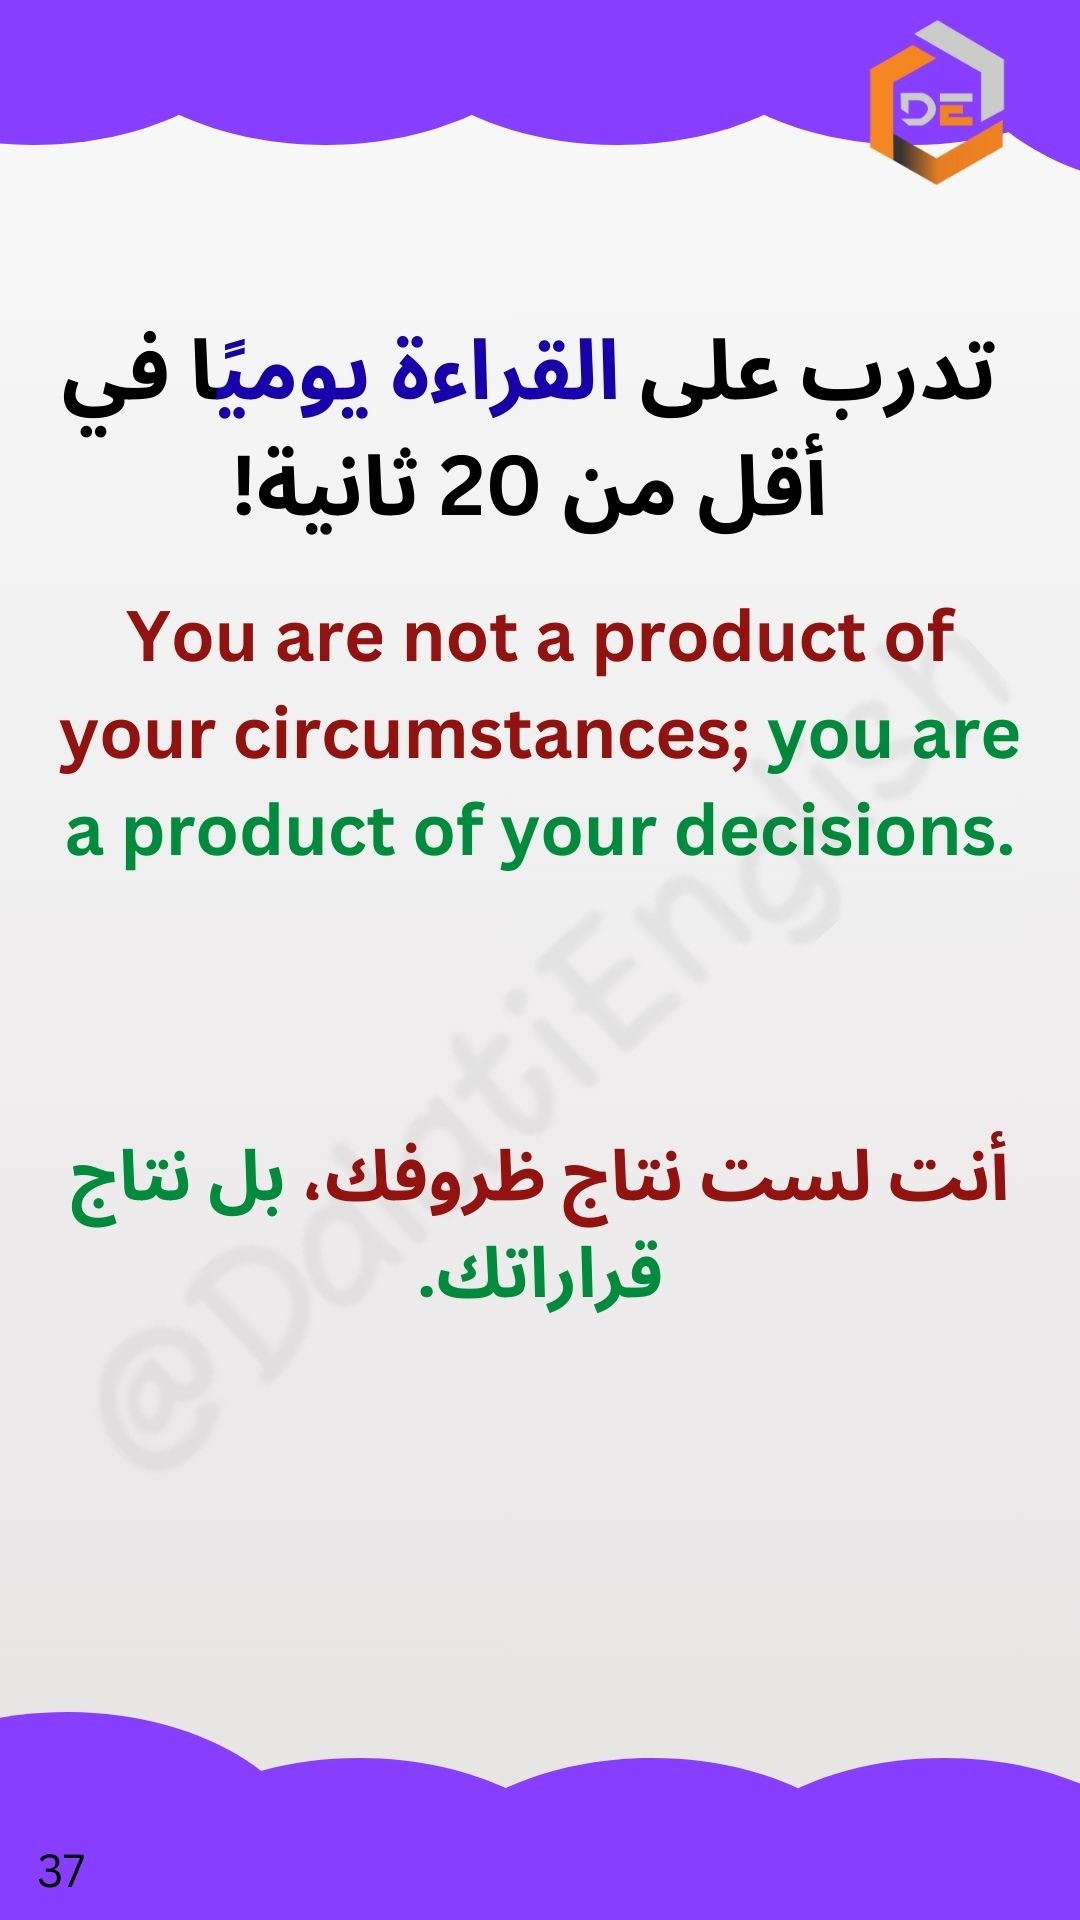 DE
تدرب على القراءة يوميًا في
أقل من 20 ثانية!
You are not a product of
your circumstances; you are
a product of your decisions.
أنت لست نتاج ظروفك، بل نتاج
قراراتك.
@DalatiEnglish
37